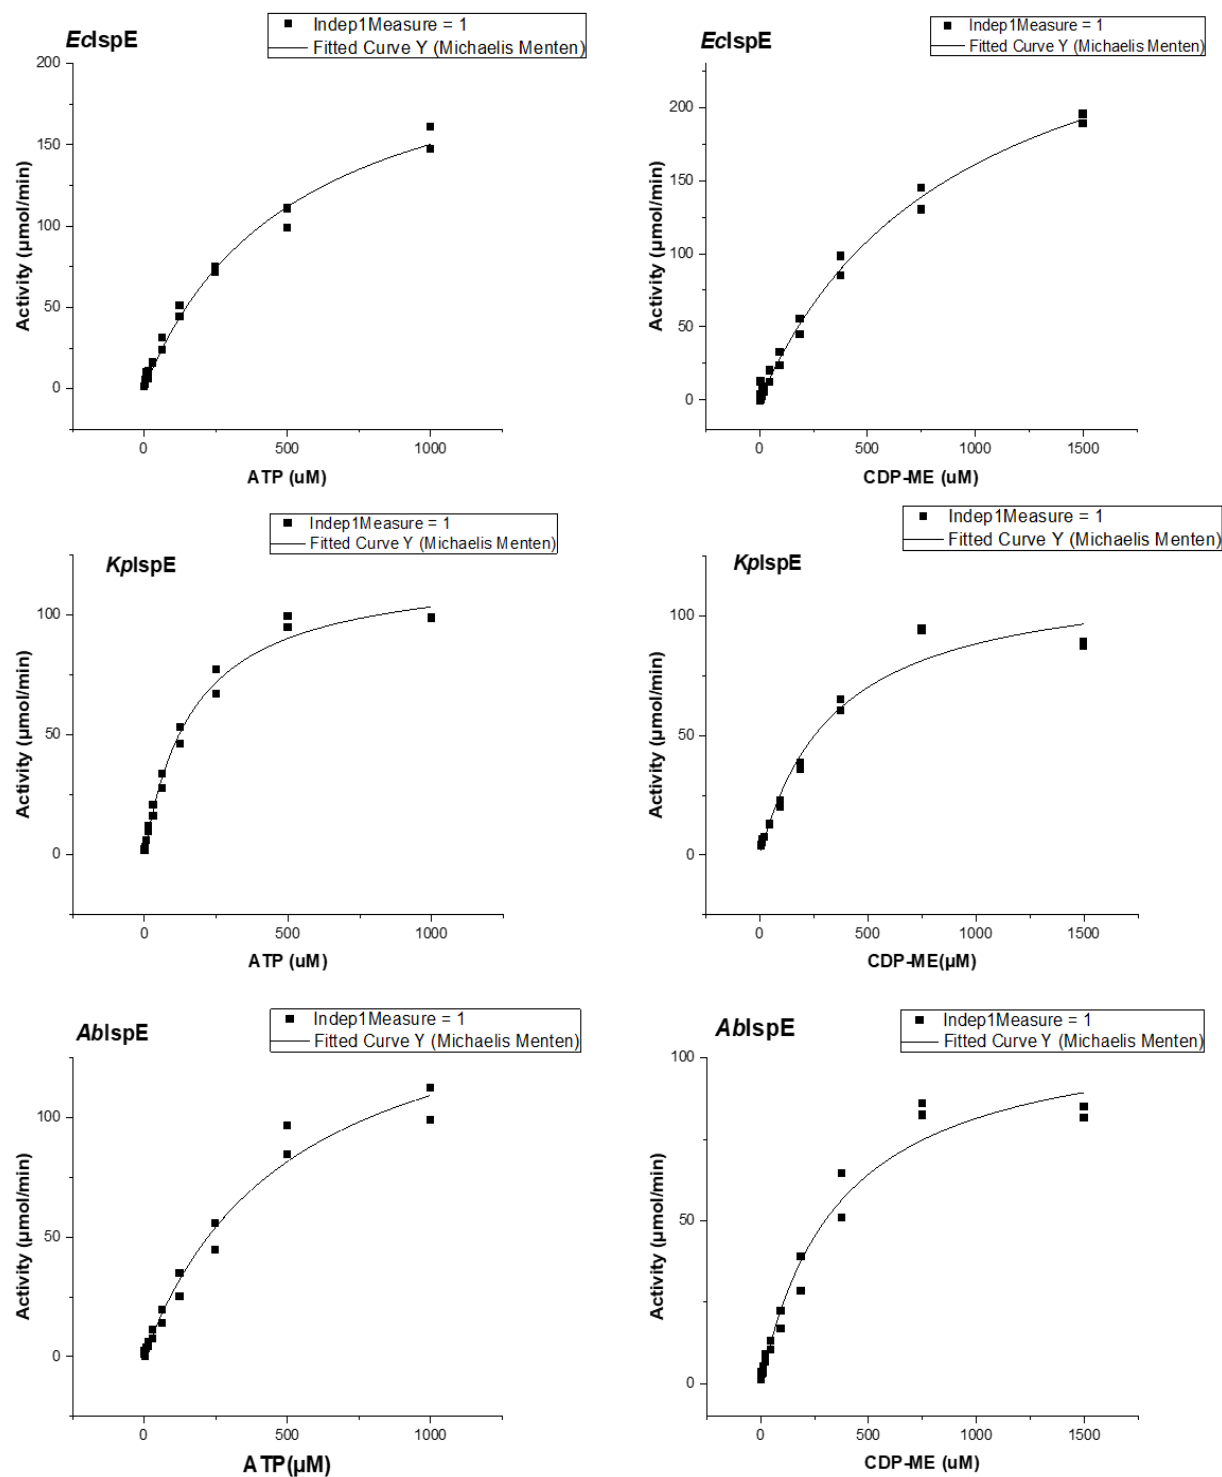 EcIspE
Indep1Measure = 1
Fitted Curve Y (Michaelis Menten)
200
150
100
50
0
Activity (µmol/min)
0 500 1000
ATP (uM)
EcIspE
Indep1Measure = 1
Fitted Curve Y (Michaelis Menten)
200
150
100
50
0
Activity (µmol/min)
0 500 1000 1500
CDP-ME (uM)
KpIspE
Indep1Measure = 1
Fitted Curve Y (Michaelis Menten)
100
50
0
Activity (µmol/min)
0 500 1000
ATP (uM)
KpIspE
Indep1Measure = 1
Fitted Curve Y (Michaelis Menten)
100
50
0
Activity (µmol/min)
0 500 1000 1500
CDP-ME(µM)
AbIspE
Indep1Measure = 1
Fitted Curve Y (Michaelis Menten)
100
50
0
Activity (µmol/min)
0 500 1000
ATP(µM)
AbIspE
Indep1Measure = 1
Fitted Curve Y (Michaelis Menten)
100
50
0
Activity (µmol/min)
0 500 1000 1500
CDP-ME (uM)